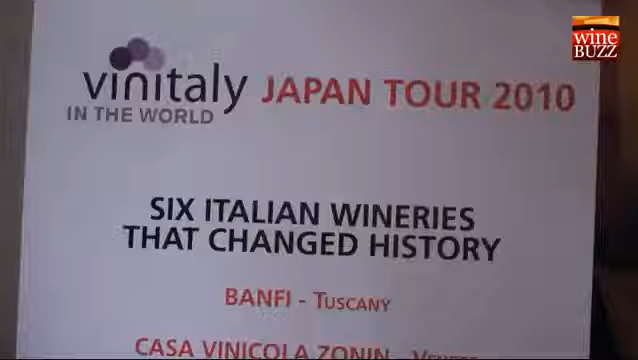 wine
BUZZ
vinitaly JAPAN TOUR 2010
IN THE WORLD
SIX ITALIAN WINERIES
THAT CHANGED HISTORY
BANFI - TUSCANY
CASA VINICOLA ZONIN - VENETO